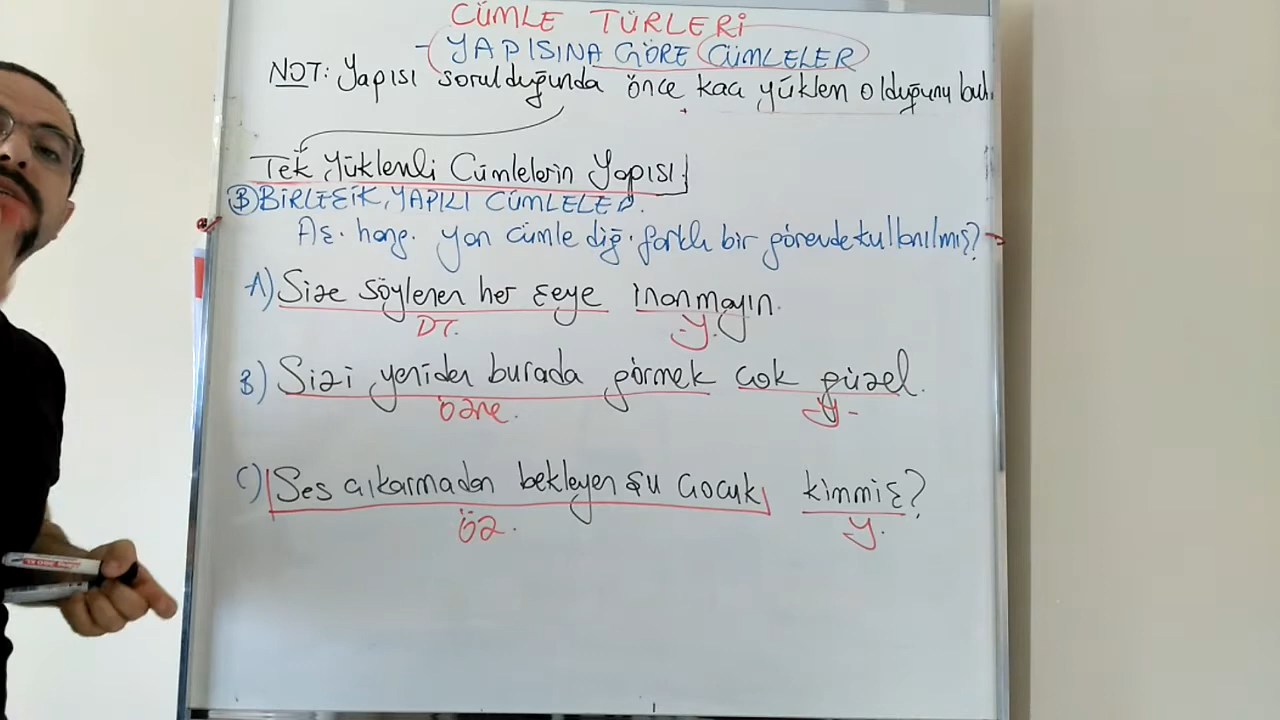 CÜMLE TÜRLERİ
- YAPISINA GÖRE CÜMLELER
NOT: Yapısı sorulduğunda önce kaç yüklem olduğunu bul.
Tek Yüklemli Cümlelerin Yapısı
B) BİRLEŞİK YAPILI CÜMLELER.
Aş. hang. yan cümle diğ. farklı bir görevde kullanılmış?
A) Size söylenen her şeye inanmayın.
DT. Y.
B) Sizi yeniden burada görmek çok güzel.
özne. Y-
C) Ses çıkarmadan bekleyen şu çocuk, kimmiş?
öz. Y.